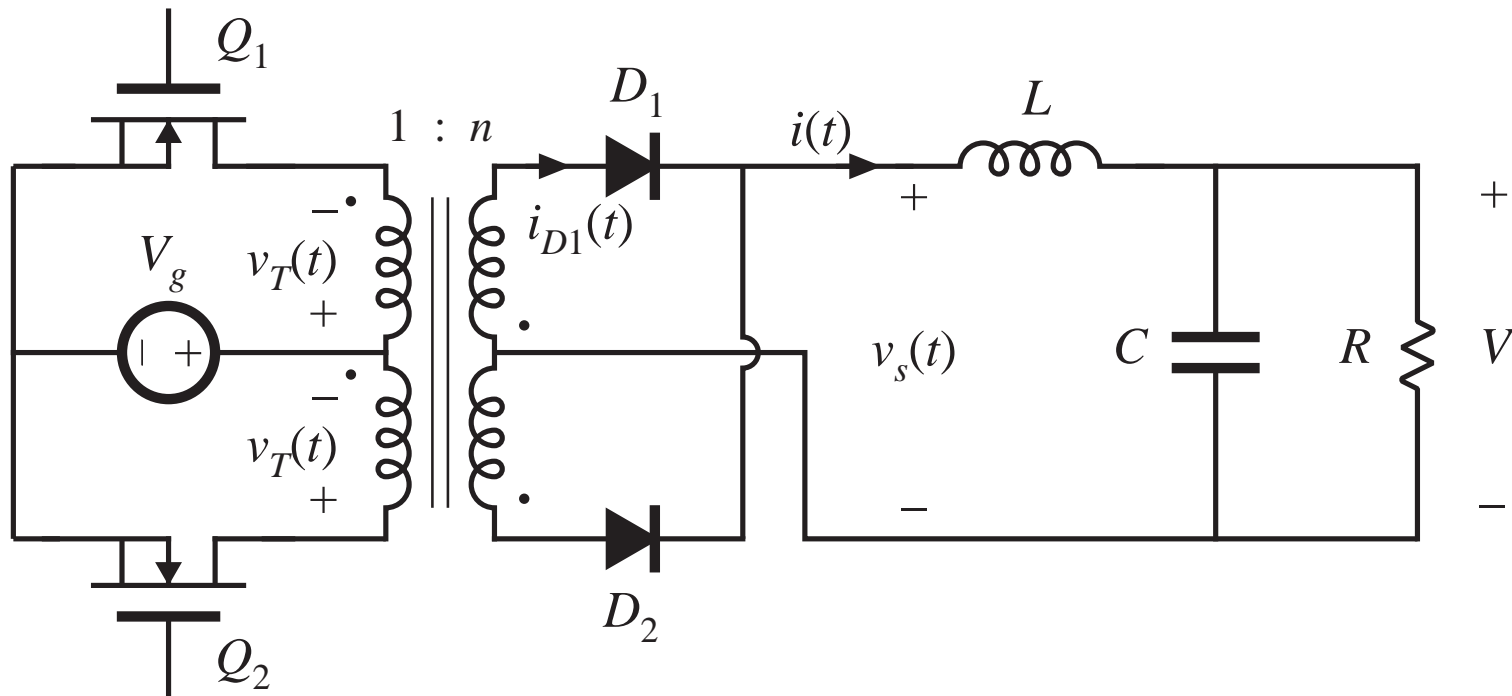 Q1
1 : n
D1
i(t)
L
+
−
iD1(t)
+
Vg
vT(t)
+
− +
vs(t)
C
R
V
−
vT(t)
+
−
−
D2
Q2